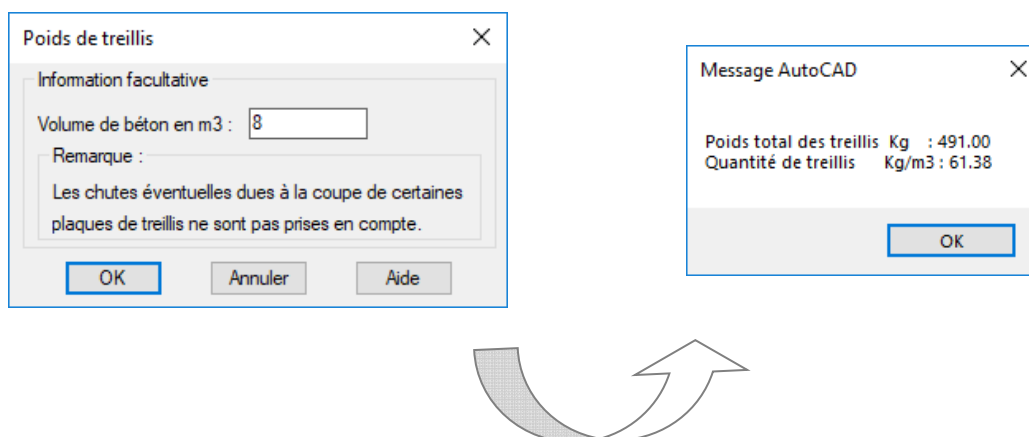 Poids de treillis
Information facultative
Volume de béton en m3 : 8
Remarque :
Les chutes éventuelles dues à la coupe de certaines
plaques de treillis ne sont pas prises en compte.
OK Annuler Aide
Message AutoCAD
Poids total des treillis Kg : 491.00
Quantité de treillis Kg/m3 : 61.38
OK